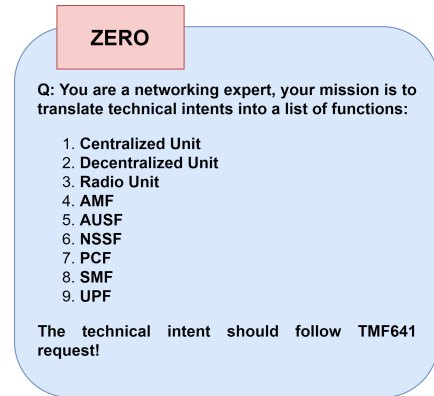 ZERO
Q: You are a networking expert, your mission is to
translate technical intents into a list of functions:
1. Centralized Unit
2. Decentralized Unit
3. Radio Unit
4. AMF
5. AUSF
6. NSSF
7. PCF
8. SMF
9. UPF
The technical intent should follow TMF641
request!